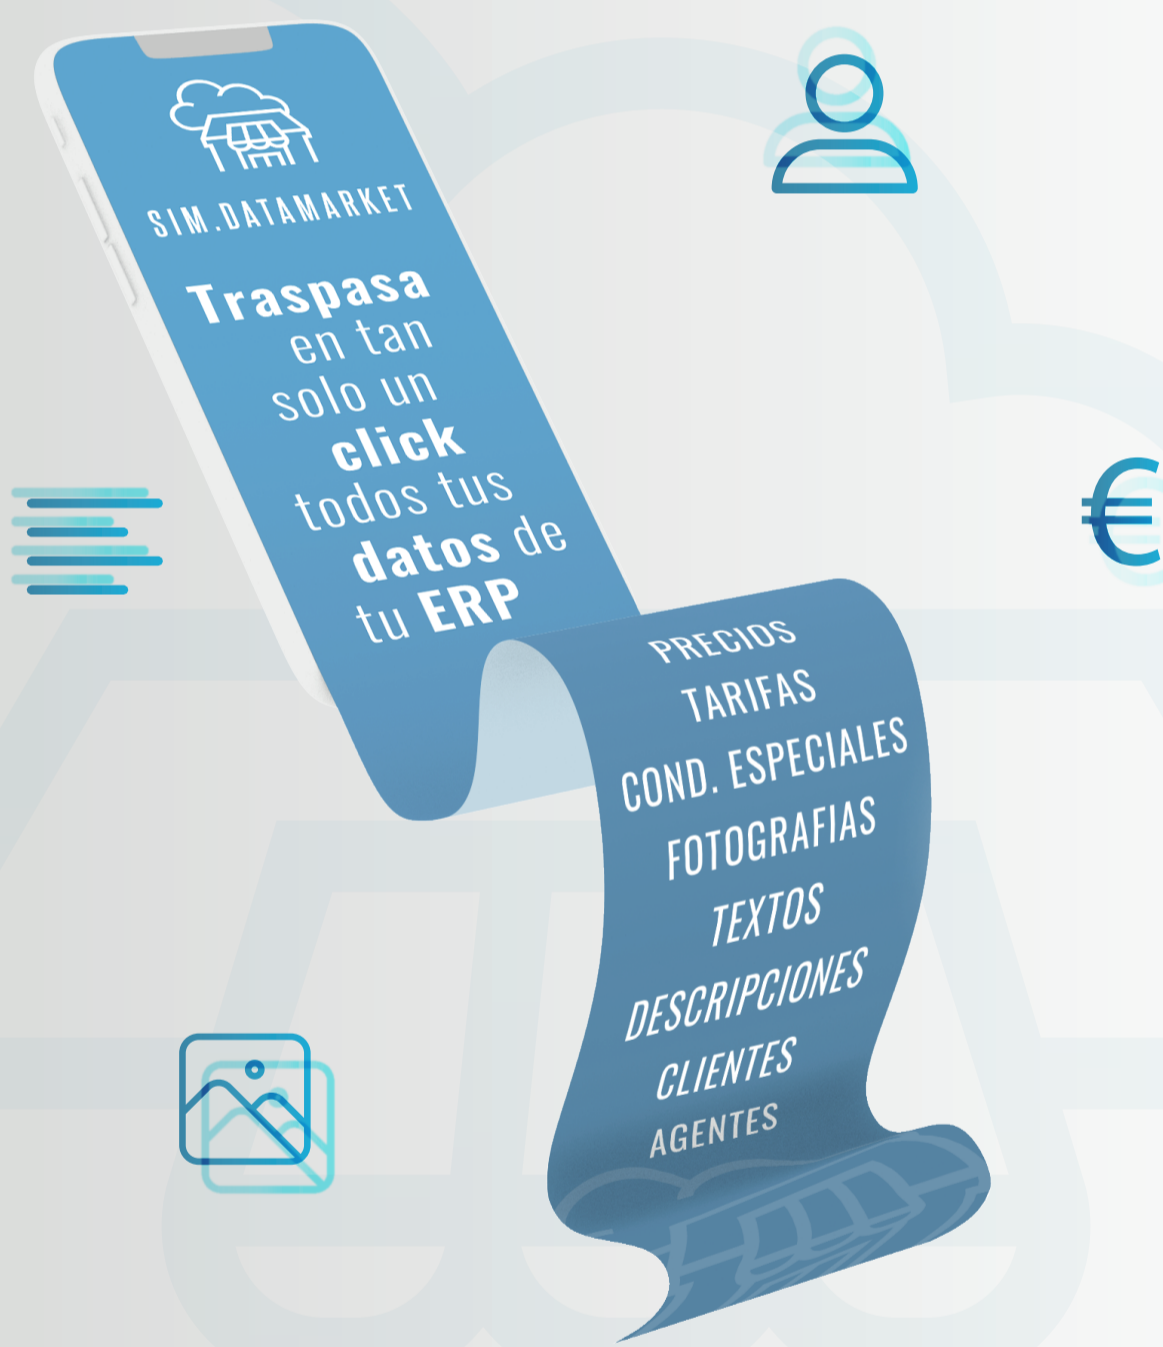 SIM.DATAMARKET
Traspasa
en tan
solo un
click
todos tus
datos de
tu ERP
PRECIOS
TARIFAS
COND. ESPECIALES
FOTOGRAFIAS
TEXTOS
DESCRIPCIONES
CLIENTES
AGENTES
€